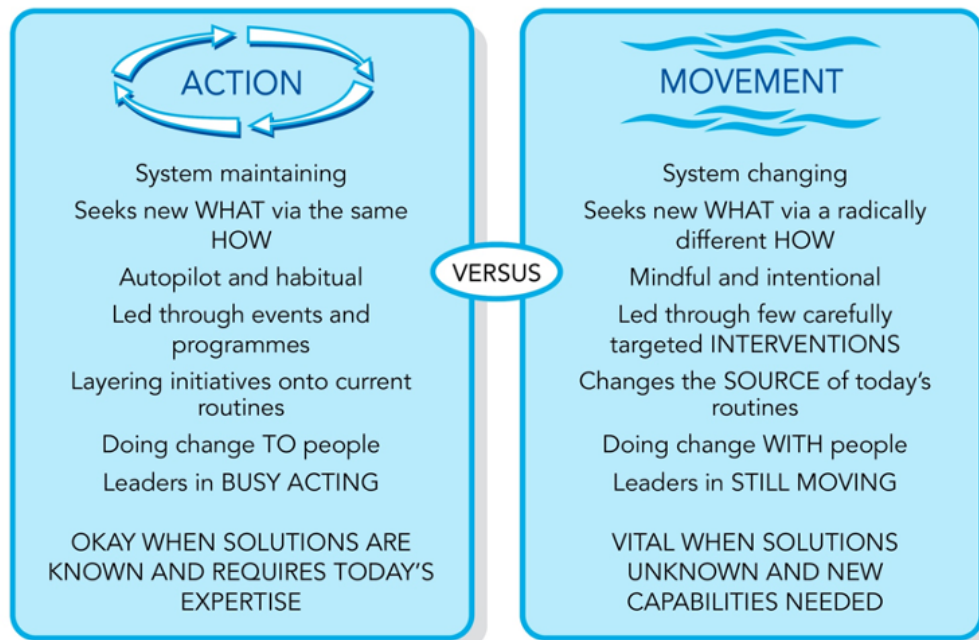 ACTION
System maintaining
Seeks new WHAT via the same
HOW
Autopilot and habitual
Led through events and
programmes
Layering initiatives onto current
routines
Doing change TO people
Leaders in BUSY ACTING
OKAY WHEN SOLUTIONS ARE
KNOWN AND REQUIRES TODAY'S
EXPERTISE
VERSUS
MOVEMENT
System changing
Seeks new WHAT via a radically
different HOW
Mindful and intentional
Led through few carefully
targeted INTERVENTIONS
Changes the SOURCE of today's
routines
Doing change WITH people
Leaders in STILL MOVING
VITAL WHEN SOLUTIONS
UNKNOWN AND NEW
CAPABILITIES NEEDED